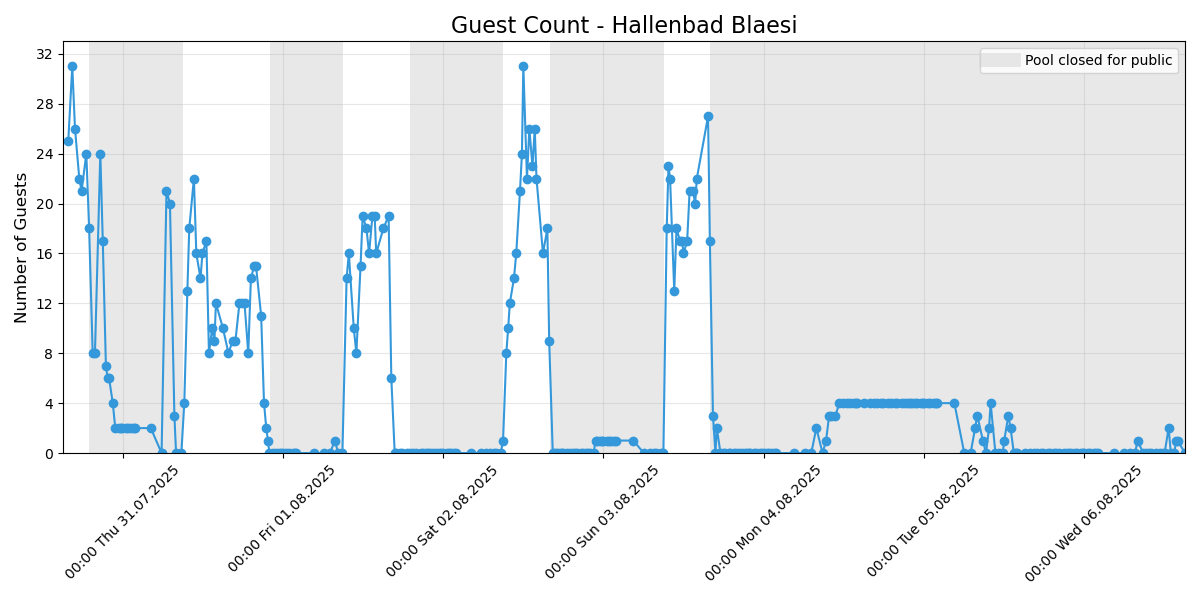 Guest Count - Hallenbad Blaesi
Pool closed for public
Number of Guests
32
28
24
20
16
12
8
4
0
00:00 Thu 31.07.2025
00:00 Fri 01.08.2025
00:00 Sat 02.08.2025
00:00 Sun 03.08.2025
00:00 Mon 04.08.2025
00:00 Tue 05.08.2025
00:00 Wed 06.08.2025